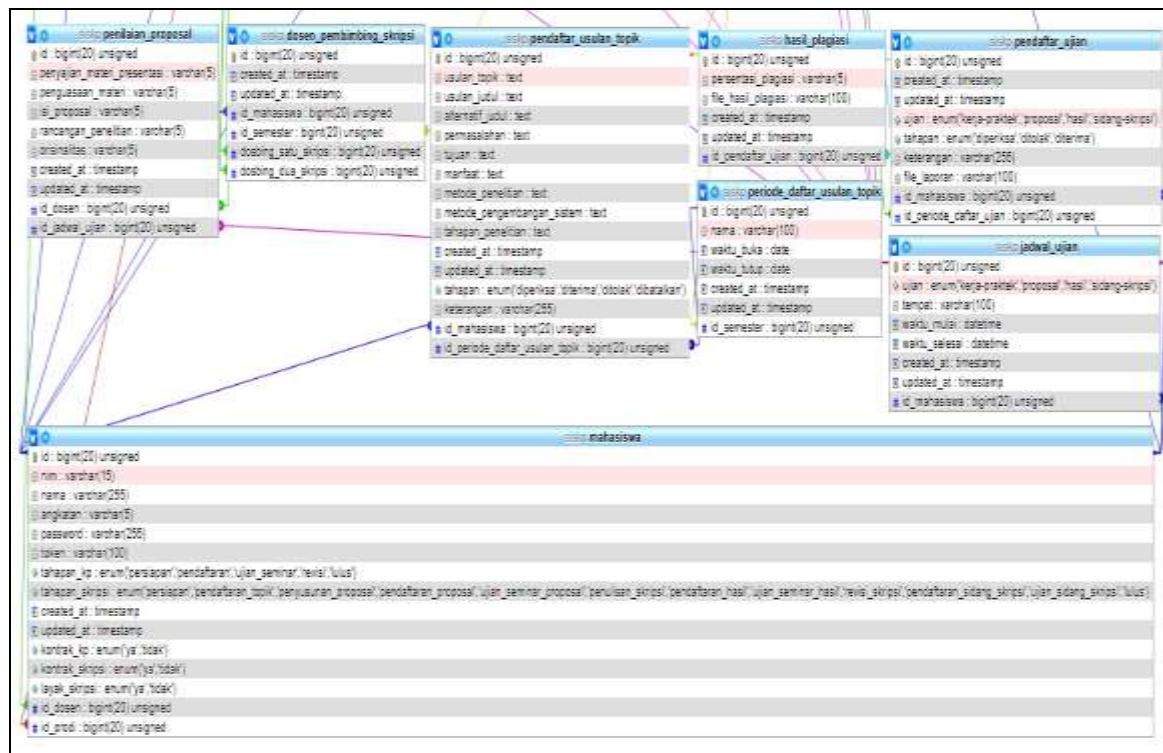 sisko penilaian_proposal
id : bigint(20) unsigned
penyajian_materi_presentasi : varchar(5)
penguasaan_materi : varchar(5)
isi_proposal : varchar(5)
rancangan_penelitian : varchar(5)
orisinalitas : varchar(5)
created_at : timestamp
updated_at : timestamp
id_dosen : bigint(20) unsigned
id_jadwal_ujian : bigint(20) unsigned
dosen_pembimbing_skripsi
id : bigint(20) unsigned
created_at : timestamp
updated_at : timestamp
id_mahasiswa : bigint(20) unsigned
id_semester : bigint(20) unsigned
dosbing_satu_skripsi : bigint(20) unsigned
dosbing_dua_skripsi : bigint(20) unsigned
pendaftar_usulan_topik
id : bigint(20) unsigned
usulan_topik : text
usulan_judul : text
alternatif_judul : text
permasalahan : text
tujuan : text
manfaat : text
metode_penelitian : text
metode_pengembangan_sistem : text
tahapan_penelitian : text
created_at : timestamp
updated_at : timestamp
tahapan : enum('diperiksa','diterima','ditolak','dibatalkan')
keterangan : varchar(255)
id_mahasiswa : bigint(20) unsigned
id_periode_daftar_usulan_topik : bigint(20) unsigned
hasil_plagiasi
id : bigint(20) unsigned
persentasi_plagiasi : varchar(5)
file_hasil_plagiasi : varchar(100)
created_at : timestamp
updated_at : timestamp
id_pendaftar_ujian : bigint(20) unsigned
periode_daftar_usulan_topik
id : bigint(20) unsigned
nama : varchar(100)
waktu_buka : date
waktu_tutup : date
created_at : timestamp
updated_at : timestamp
id_semester : bigint(20) unsigned
pendaftar_ujian
id : bigint(20) unsigned
created_at : timestamp
updated_at : timestamp
ujian : enum('kerja-praktek','proposal','hasil','sidang-skripsi')
tahapan : enum('diperiksa','ditolak','diterima')
keterangan : varchar(255)
file_laporan : varchar(100)
id_mahasiswa : bigint(20) unsigned
id_periode_daftar_ujian : bigint(20) unsigned
jadwal_ujian
id : bigint(20) unsigned
ujian : enum('kerja-praktek','proposal','hasil','sidang-skripsi')
tempat : varchar(100)
waktu_mulai : datetime
waktu_selesai : datetime
created_at : timestamp
updated_at : timestamp
id_mahasiswa : bigint(20) unsigned
mahasiswa
id : bigint(20) unsigned
nim : varchar(15)
nama : varchar(255)
angkatan : varchar(5)
password : varchar(255)
token : varchar(100)
tahapan_kp : enum('persiapan','pendaftaran','ujian_seminar','revisi','lulus')
tahapan_skripsi : enum('persiapan','pendaftaran_topik','penyusunan_proposal','pendaftaran_proposal','ujian_seminar_proposal','penulisan_skripsi','pendaftaran_hasil','ujian_seminar_hasil','revisi_skripsi','pendaftaran_sidang_skripsi','ujian_sidang_skripsi','lulus')
created_at : timestamp
updated_at : timestamp
kontrak_kp : enum('ya','tidak')
kontrak_skripsi : enum('ya','tidak')
layak_skripsi : enum('ya','tidak')
id_dosen : bigint(20) unsigned
id_prodi : bigint(20) unsigned